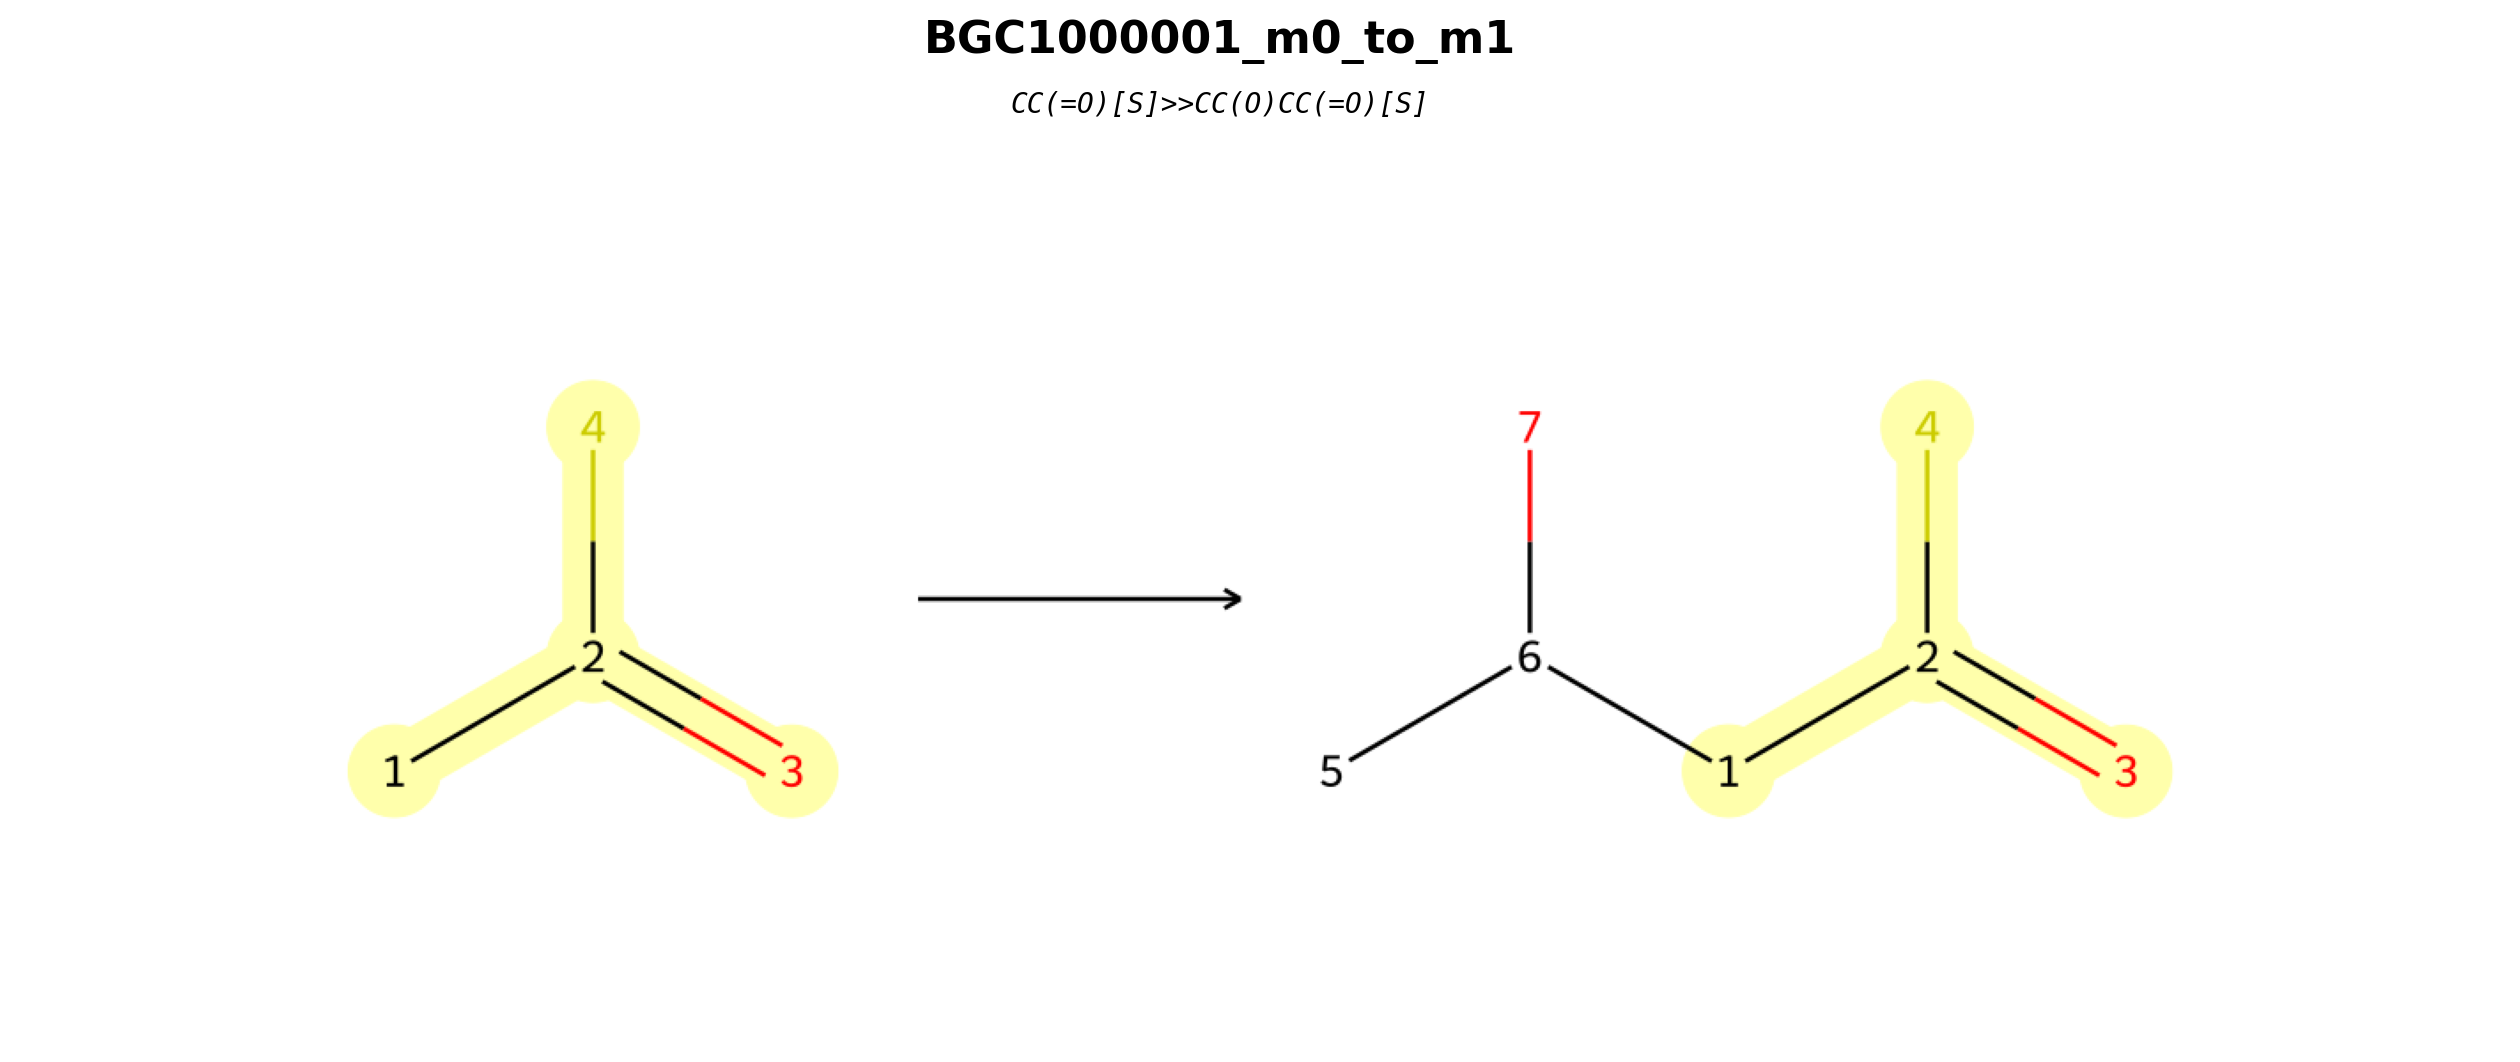 BGC1000001_m0_to_m1
CC(=O)[S]>>CC(O)CC(=O)[S]
4 7 4
2 6 2
1 3 5 1 3